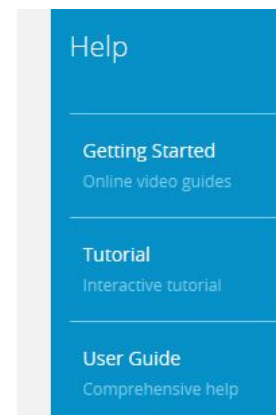 Help
Getting Started
Online video guides
Tutorial
Interactive tutorial
User Guide
Comprehensive help